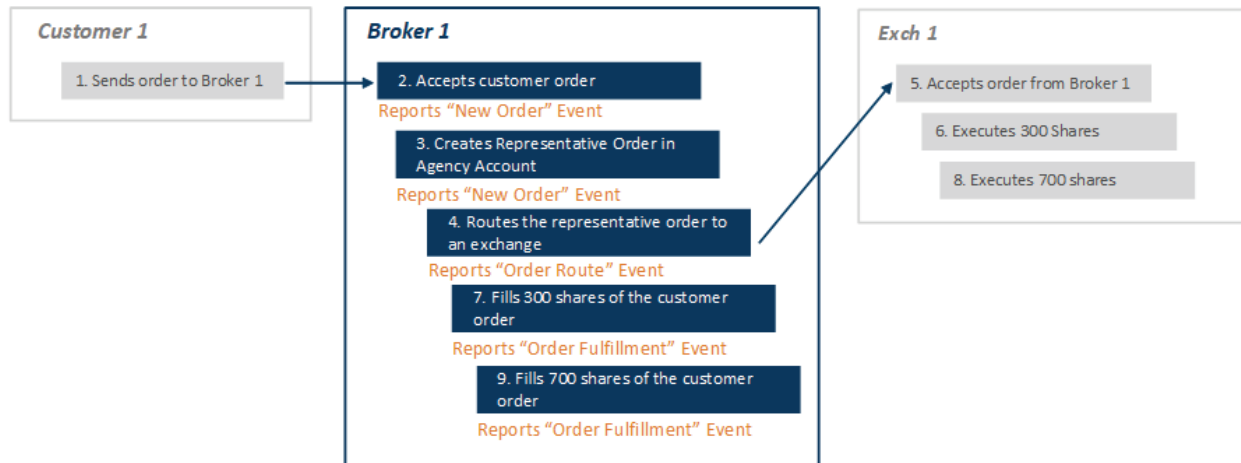 Customer 1
1. Sends order to Broker 1
Broker 1
2. Accepts customer order
Reports “New Order” Event
3. Creates Representative Order in
Agency Account
Reports “New Order” Event
4. Routes the representative order to
an exchange
Reports “Order Route” Event
7. Fills 300 shares of the customer
order
Reports “Order Fulfillment” Event
9. Fills 700 shares of the customer
order
Reports “Order Fulfillment” Event
Exch 1
5. Accepts order from Broker 1
6. Executes 300 Shares
8. Executes 700 shares